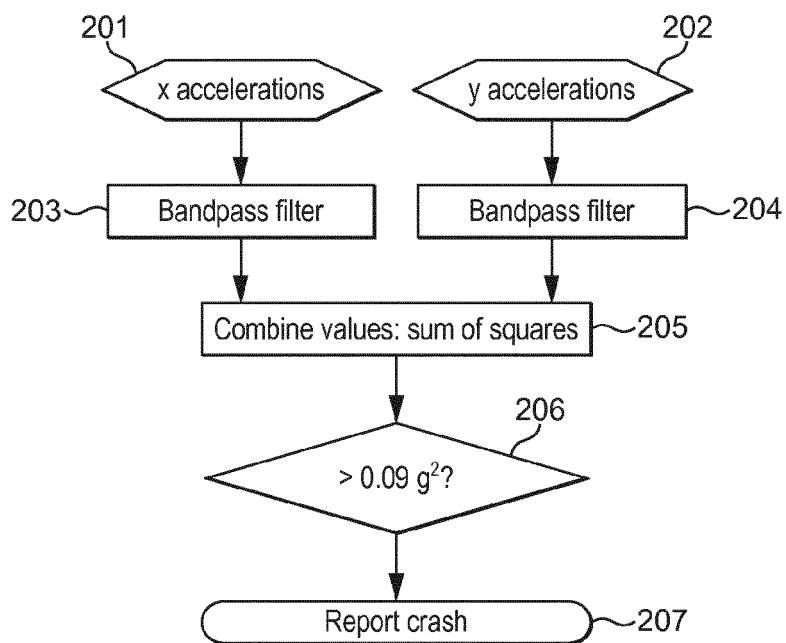 201
202
x accelerations
y accelerations
203
Bandpass filter
Bandpass filter
204
Combine values: sum of squares
205
206
> 0.09 g²?
Report crash
207